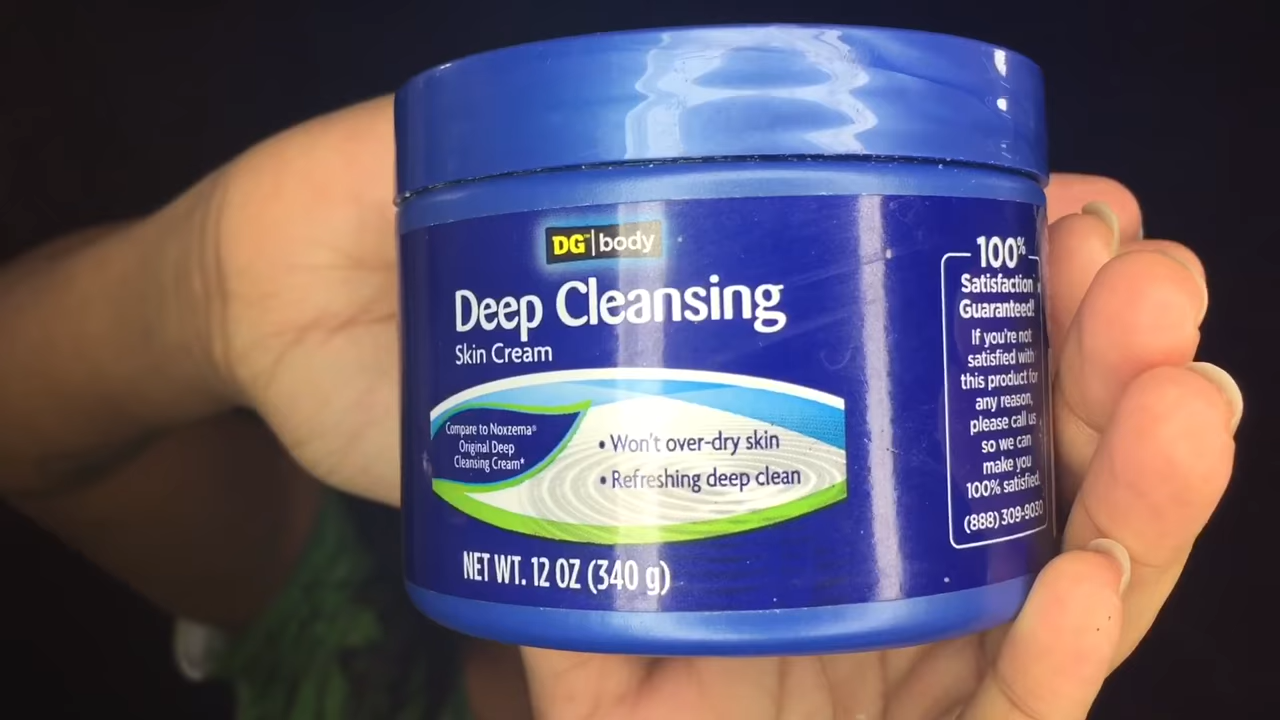 DG™ body
Deep Cleansing
Skin Cream
Compare to Noxzema®
Original Deep
Cleansing Cream*
• Won't over-dry skin
• Refreshing deep clean
NET WT. 12 OZ (340 g)
100%
Satisfaction
Guaranteed!
If you're not
satisfied with
this product for
any reason,
please call us
so we can
make you
100% satisfied.
(888) 309-9030